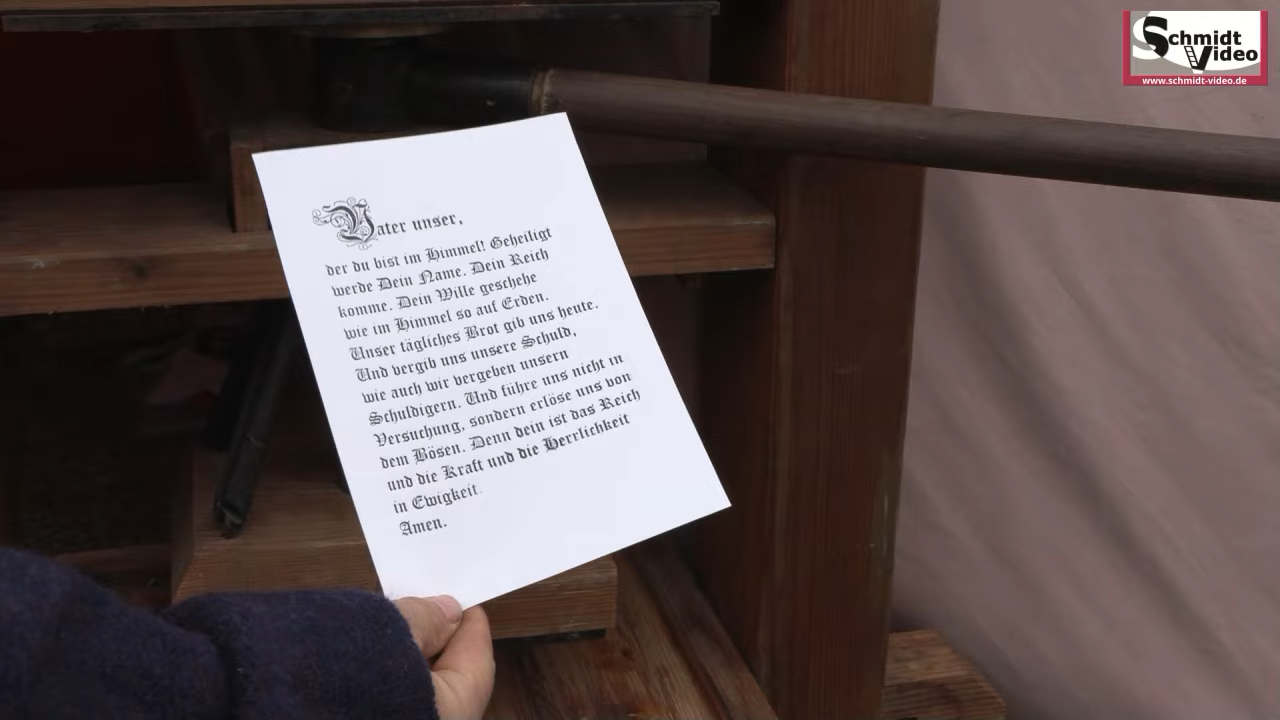 Schmidt
Video
www.schmidt-video.de
Vater unser,
der du bist im Himmel! Geheiligt
werde Dein Name. Dein Reich
komme. Dein Wille geschehe
wie im Himmel so auf Erden.
Unser tägliches Brot gib uns heute.
Und vergib uns unsere Schuld,
wie auch wir vergeben unsern
Schuldigern. Und führe uns nicht in
Versuchung, sondern erlöse uns von
dem Bösen. Denn dein ist das Reich
und die Kraft und die Herrlichkeit
in Ewigkeit.
Amen.